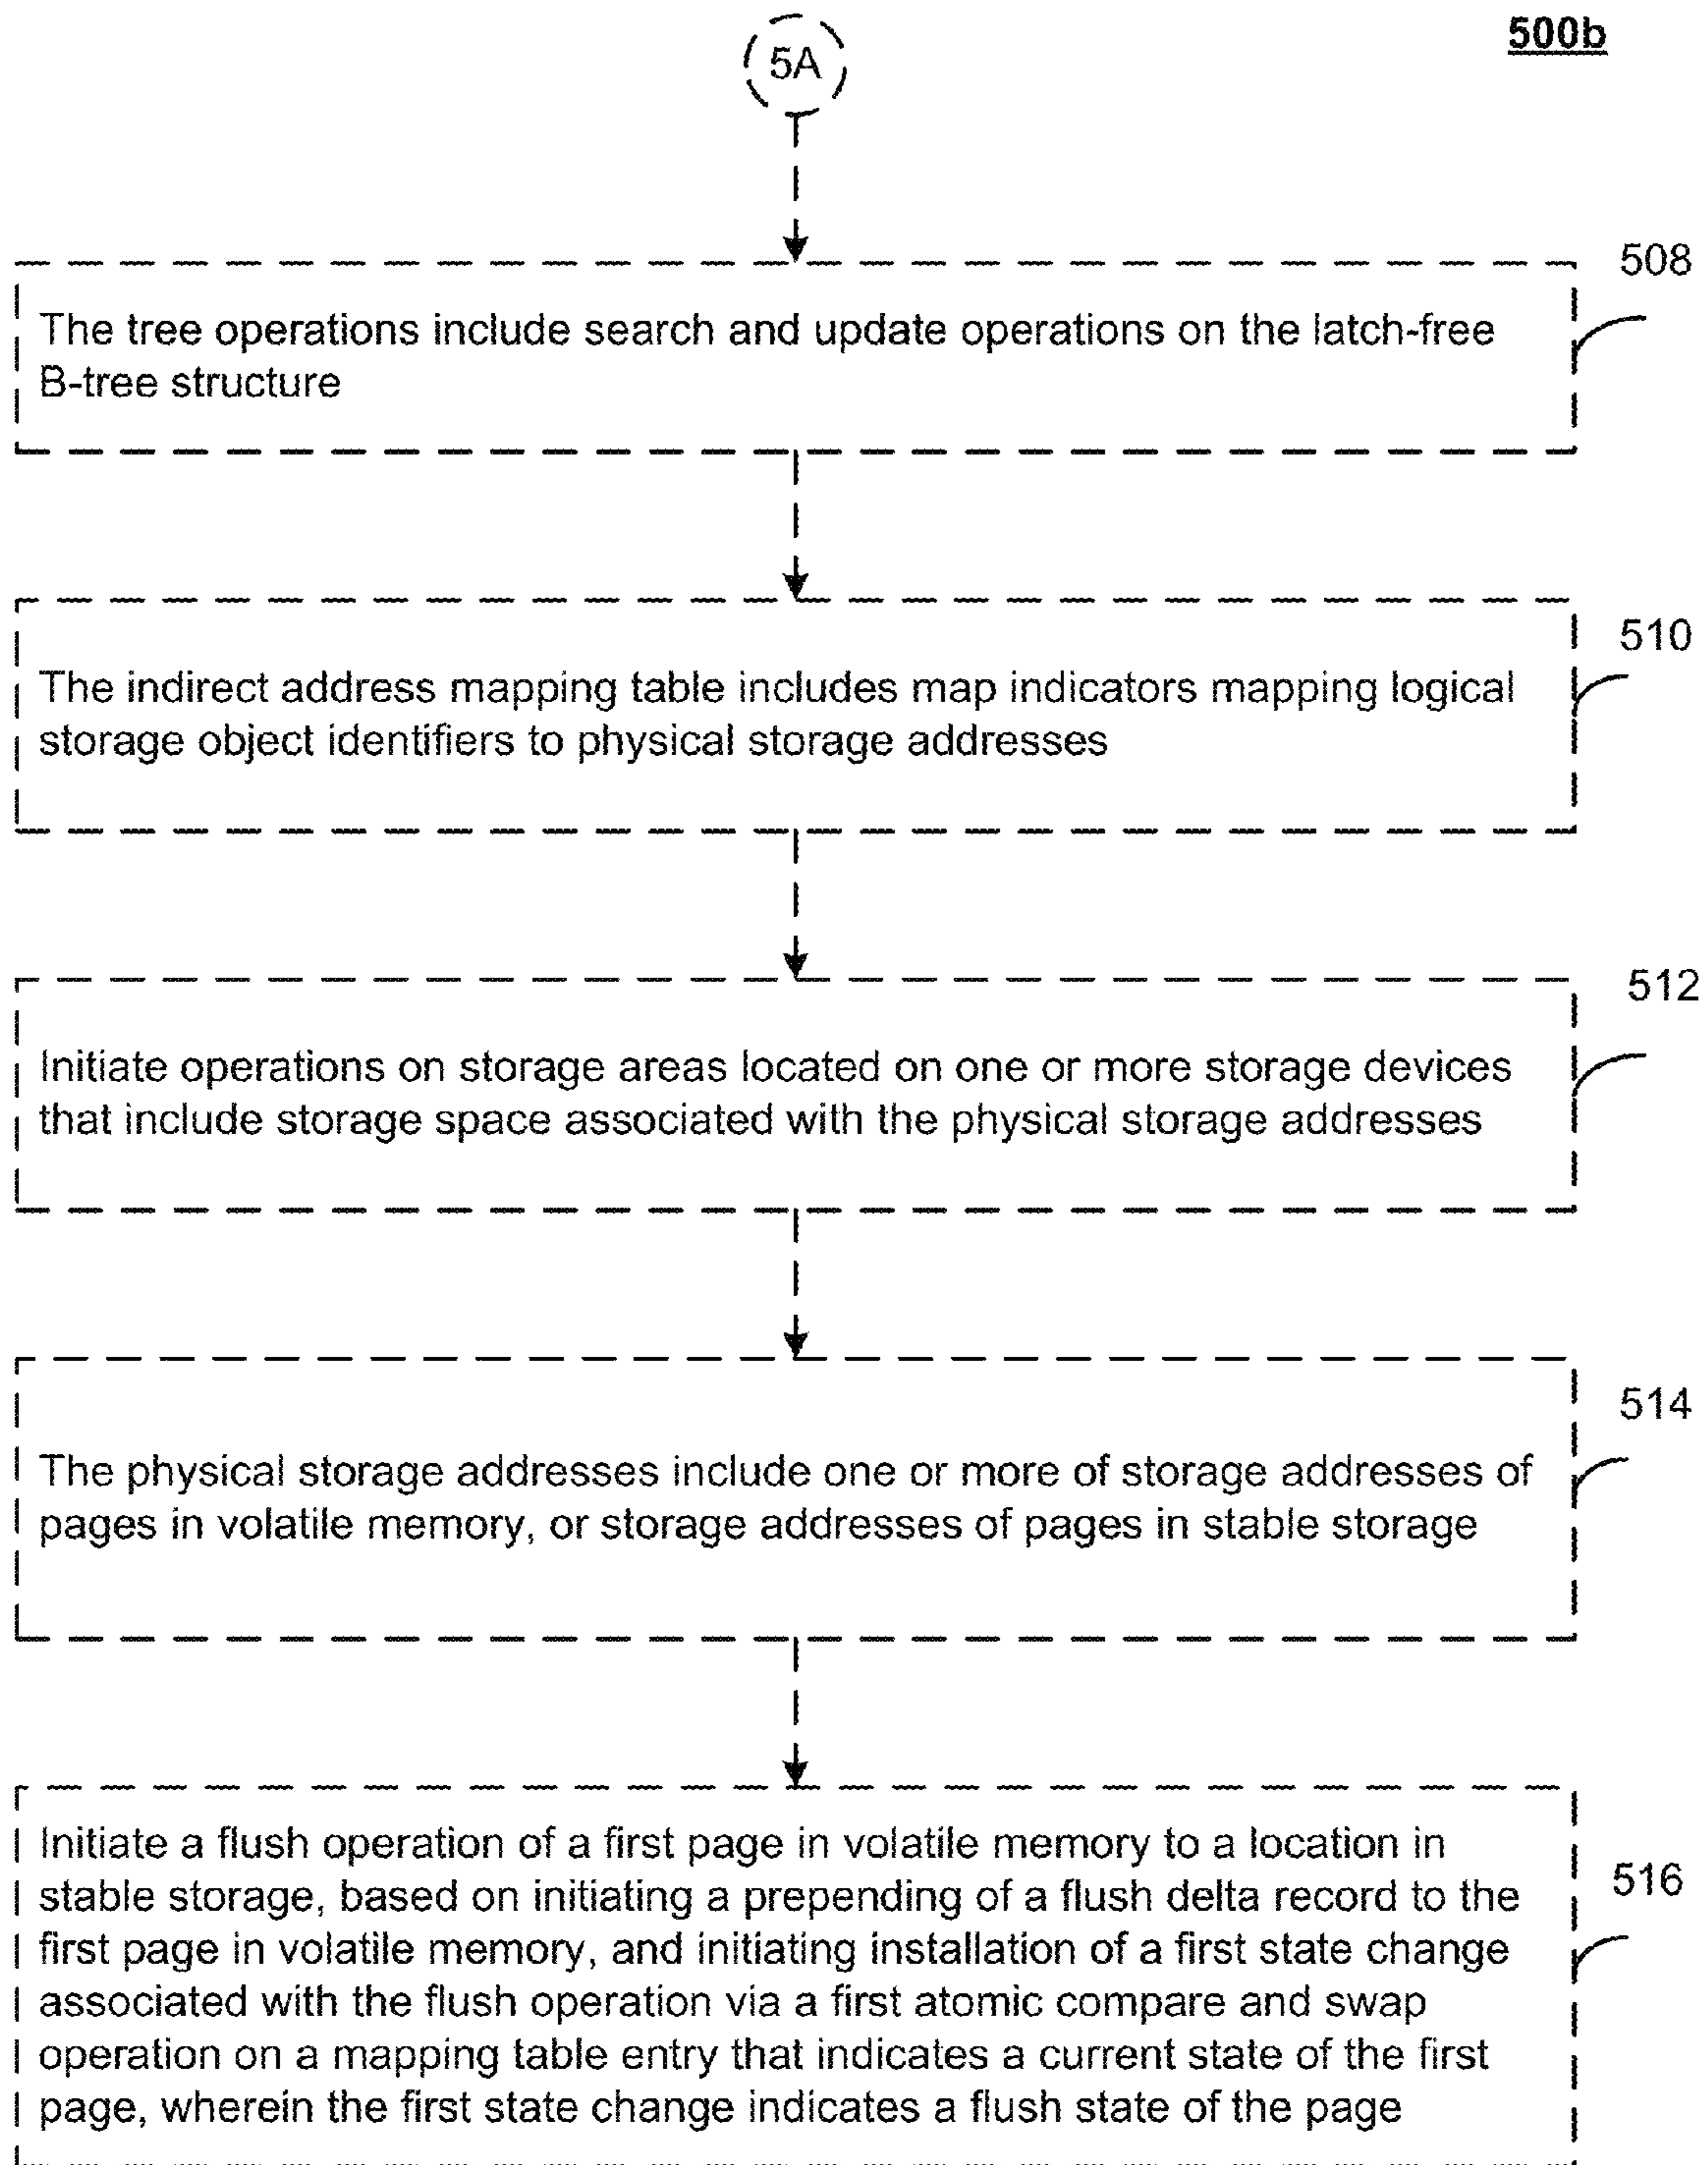 500b
5A
508
The tree operations include search and update operations on the latch-free
B-tree structure
510
The indirect address mapping table includes map indicators mapping logical
storage object identifiers to physical storage addresses
512
Initiate operations on storage areas located on one or more storage devices
that include storage space associated with the physical storage addresses
514
The physical storage addresses include one or more of storage addresses of
pages in volatile memory, or storage addresses of pages in stable storage
516
Initiate a flush operation of a first page in volatile memory to a location in
stable storage, based on initiating a prepending of a flush delta record to the
first page in volatile memory, and initiating installation of a first state change
associated with the flush operation via a first atomic compare and swap
operation on a mapping table entry that indicates a current state of the first
page, wherein the first state change indicates a flush state of the page